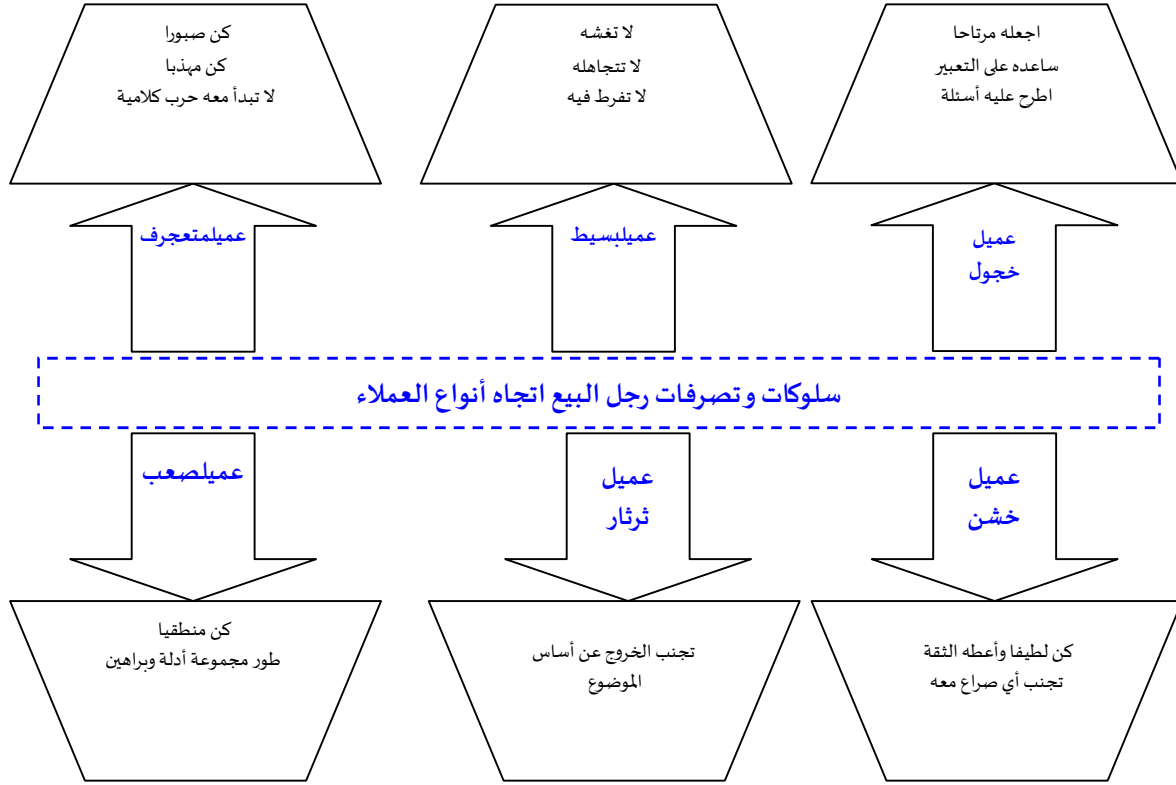 اجعله مرتاحا
ساعده على التعبير
اطرح عليه أسئلة
لا تغشه
لا تتجاهله
لا تفرط فيه
كن صبورا
كن مهذبا
لا تبدأ معه حرب كلامية
عميل
خجول
عميلبسيط
عميلمتعجرف
سلوكات وتصرفات رجل البيع اتجاه أنواع العملاء
عميل
خشن
عميل
ثرثار
عميلصعب
كن لطيفا وأعطه الثقة
تجنب أي صراع معه
تجنب الخروج عن أساس
الموضوع
كن منطقيا
طور مجموعة أدلة وبراهين